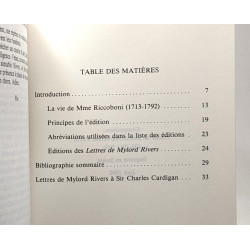 TABLE DES MATIÈRES
Introduction 7
La vie de Mme Riccoboni (1713-1792) 13
Principes de l'édition 19
Abréviations utilisées dans la liste des éditions 23
Editions des Lettres de Mylord Rivers 24
Bibliographie sommaire 29
Lettres de Mylord Rivers à Sir Charles Cardigan 33